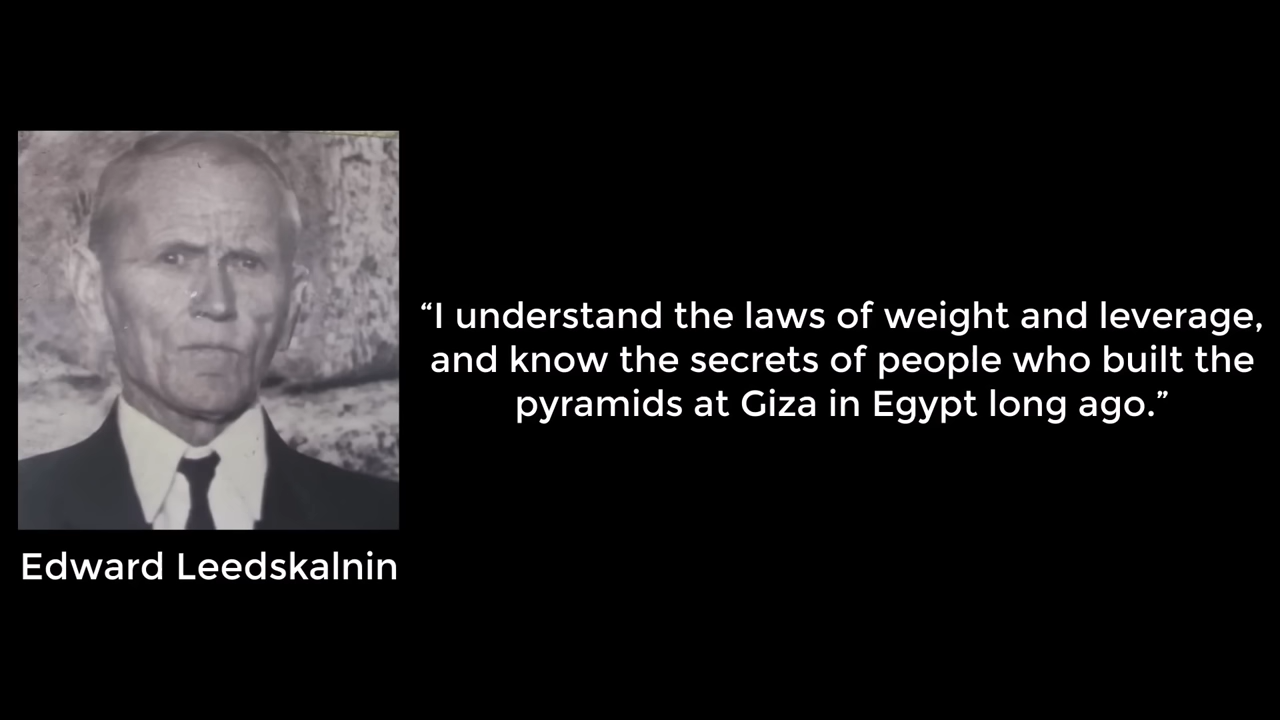 “I understand the laws of weight and leverage,
and know the secrets of people who built the
pyramids at Giza in Egypt long ago.”
Edward Leedskalnin